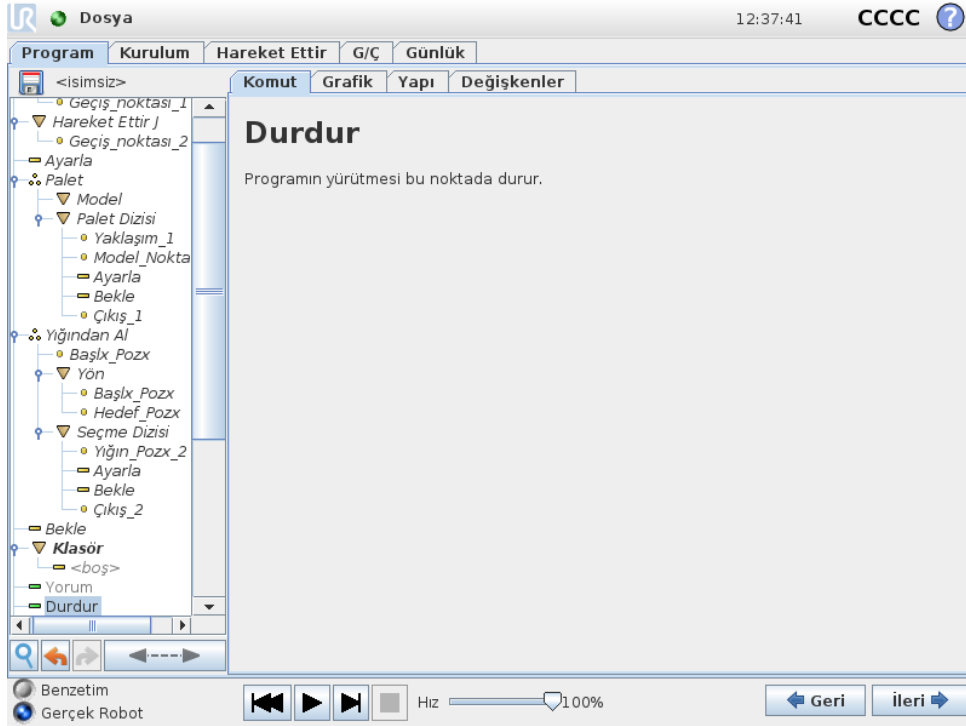 Dosya
12:37:41
CCCC
?
Program
Kurulum
Hareket Ettir
G/Ç
Günlük
<isimsiz>
Komut
Grafik
Yapı
Değişkenler
Geçiş_noktası_1
Hareket Ettir J
Geçiş_noktası_2
Ayarla
Palet
Model
Palet Dizisi
Yaklaşım_1
Model_Nokta
Ayarla
Bekle
Çıkış_1
Yığından Al
Başlx_Pozx
Yön
Başlx_Pozx
Hedef_Pozx
Seçme Dizisi
Yığın_Pozx_2
Ayarla
Bekle
Çıkış_2
Bekle
Klasör
<boş>
Yorum
Durdur
Durdur
Programın yürütmesi bu noktada durur.
Benzetim
Gerçek Robot
Hız
100%
Geri
İleri